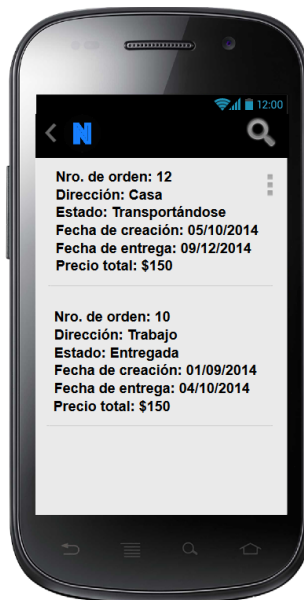 12:00
N
Nro. de orden: 12
Dirección: Casa
Estado: Transportándose
Fecha de creación: 05/10/2014
Fecha de entrega: 09/12/2014
Precio total: $150
Nro. de orden: 10
Dirección: Trabajo
Estado: Entregada
Fecha de creación: 01/09/2014
Fecha de entrega: 04/10/2014
Precio total: $150